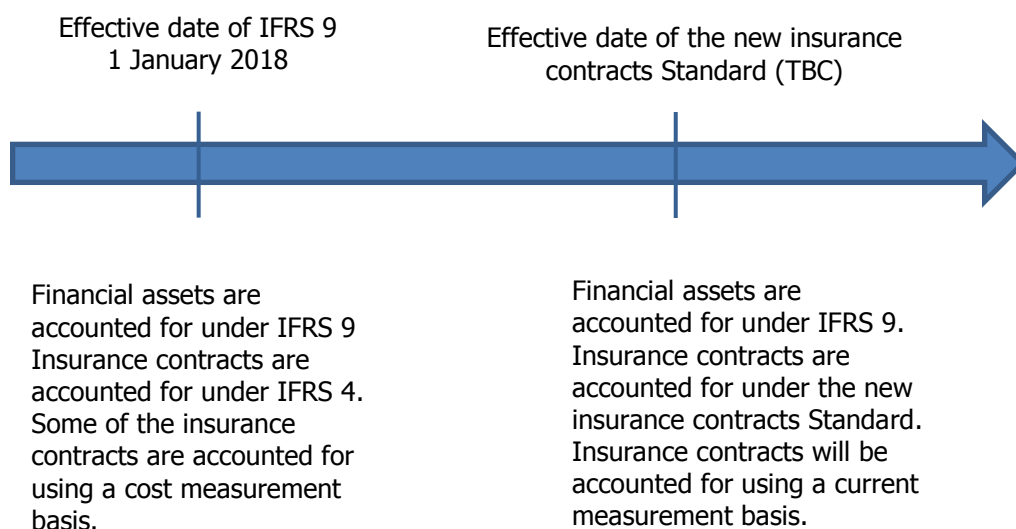 Effective date of IFRS 9
1 January 2018
Effective date of the new insurance
contracts Standard (TBC)
Financial assets are
accounted for under IFRS 9
Insurance contracts are
accounted for under IFRS 4.
Some of the insurance
contracts are accounted for
using a cost measurement
basis.
Financial assets are
accounted for under IFRS 9.
Insurance contracts are
accounted for under the new
insurance contracts Standard.
Insurance contracts will be
accounted for using a current
measurement basis.